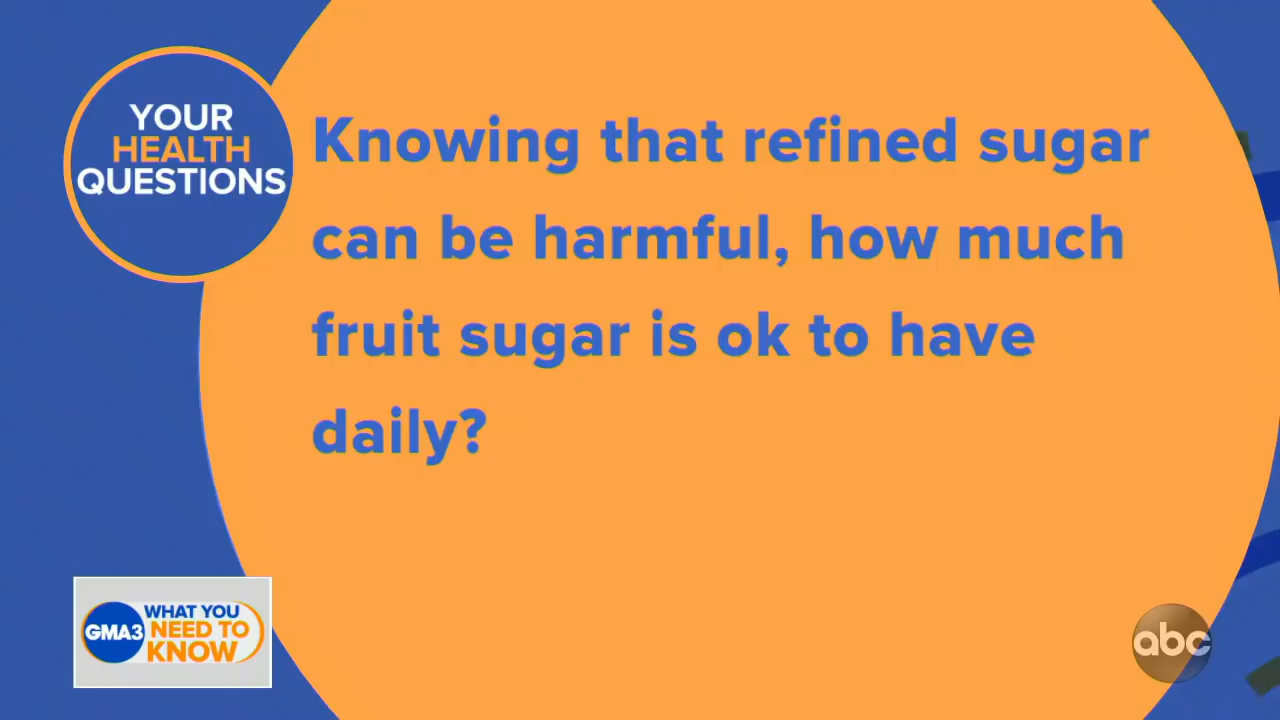 YOUR
HEALTH
QUESTIONS
Knowing that refined sugar
can be harmful, how much
fruit sugar is ok to have
daily?
GMA3
WHAT YOU
NEED TO
KNOW
abc